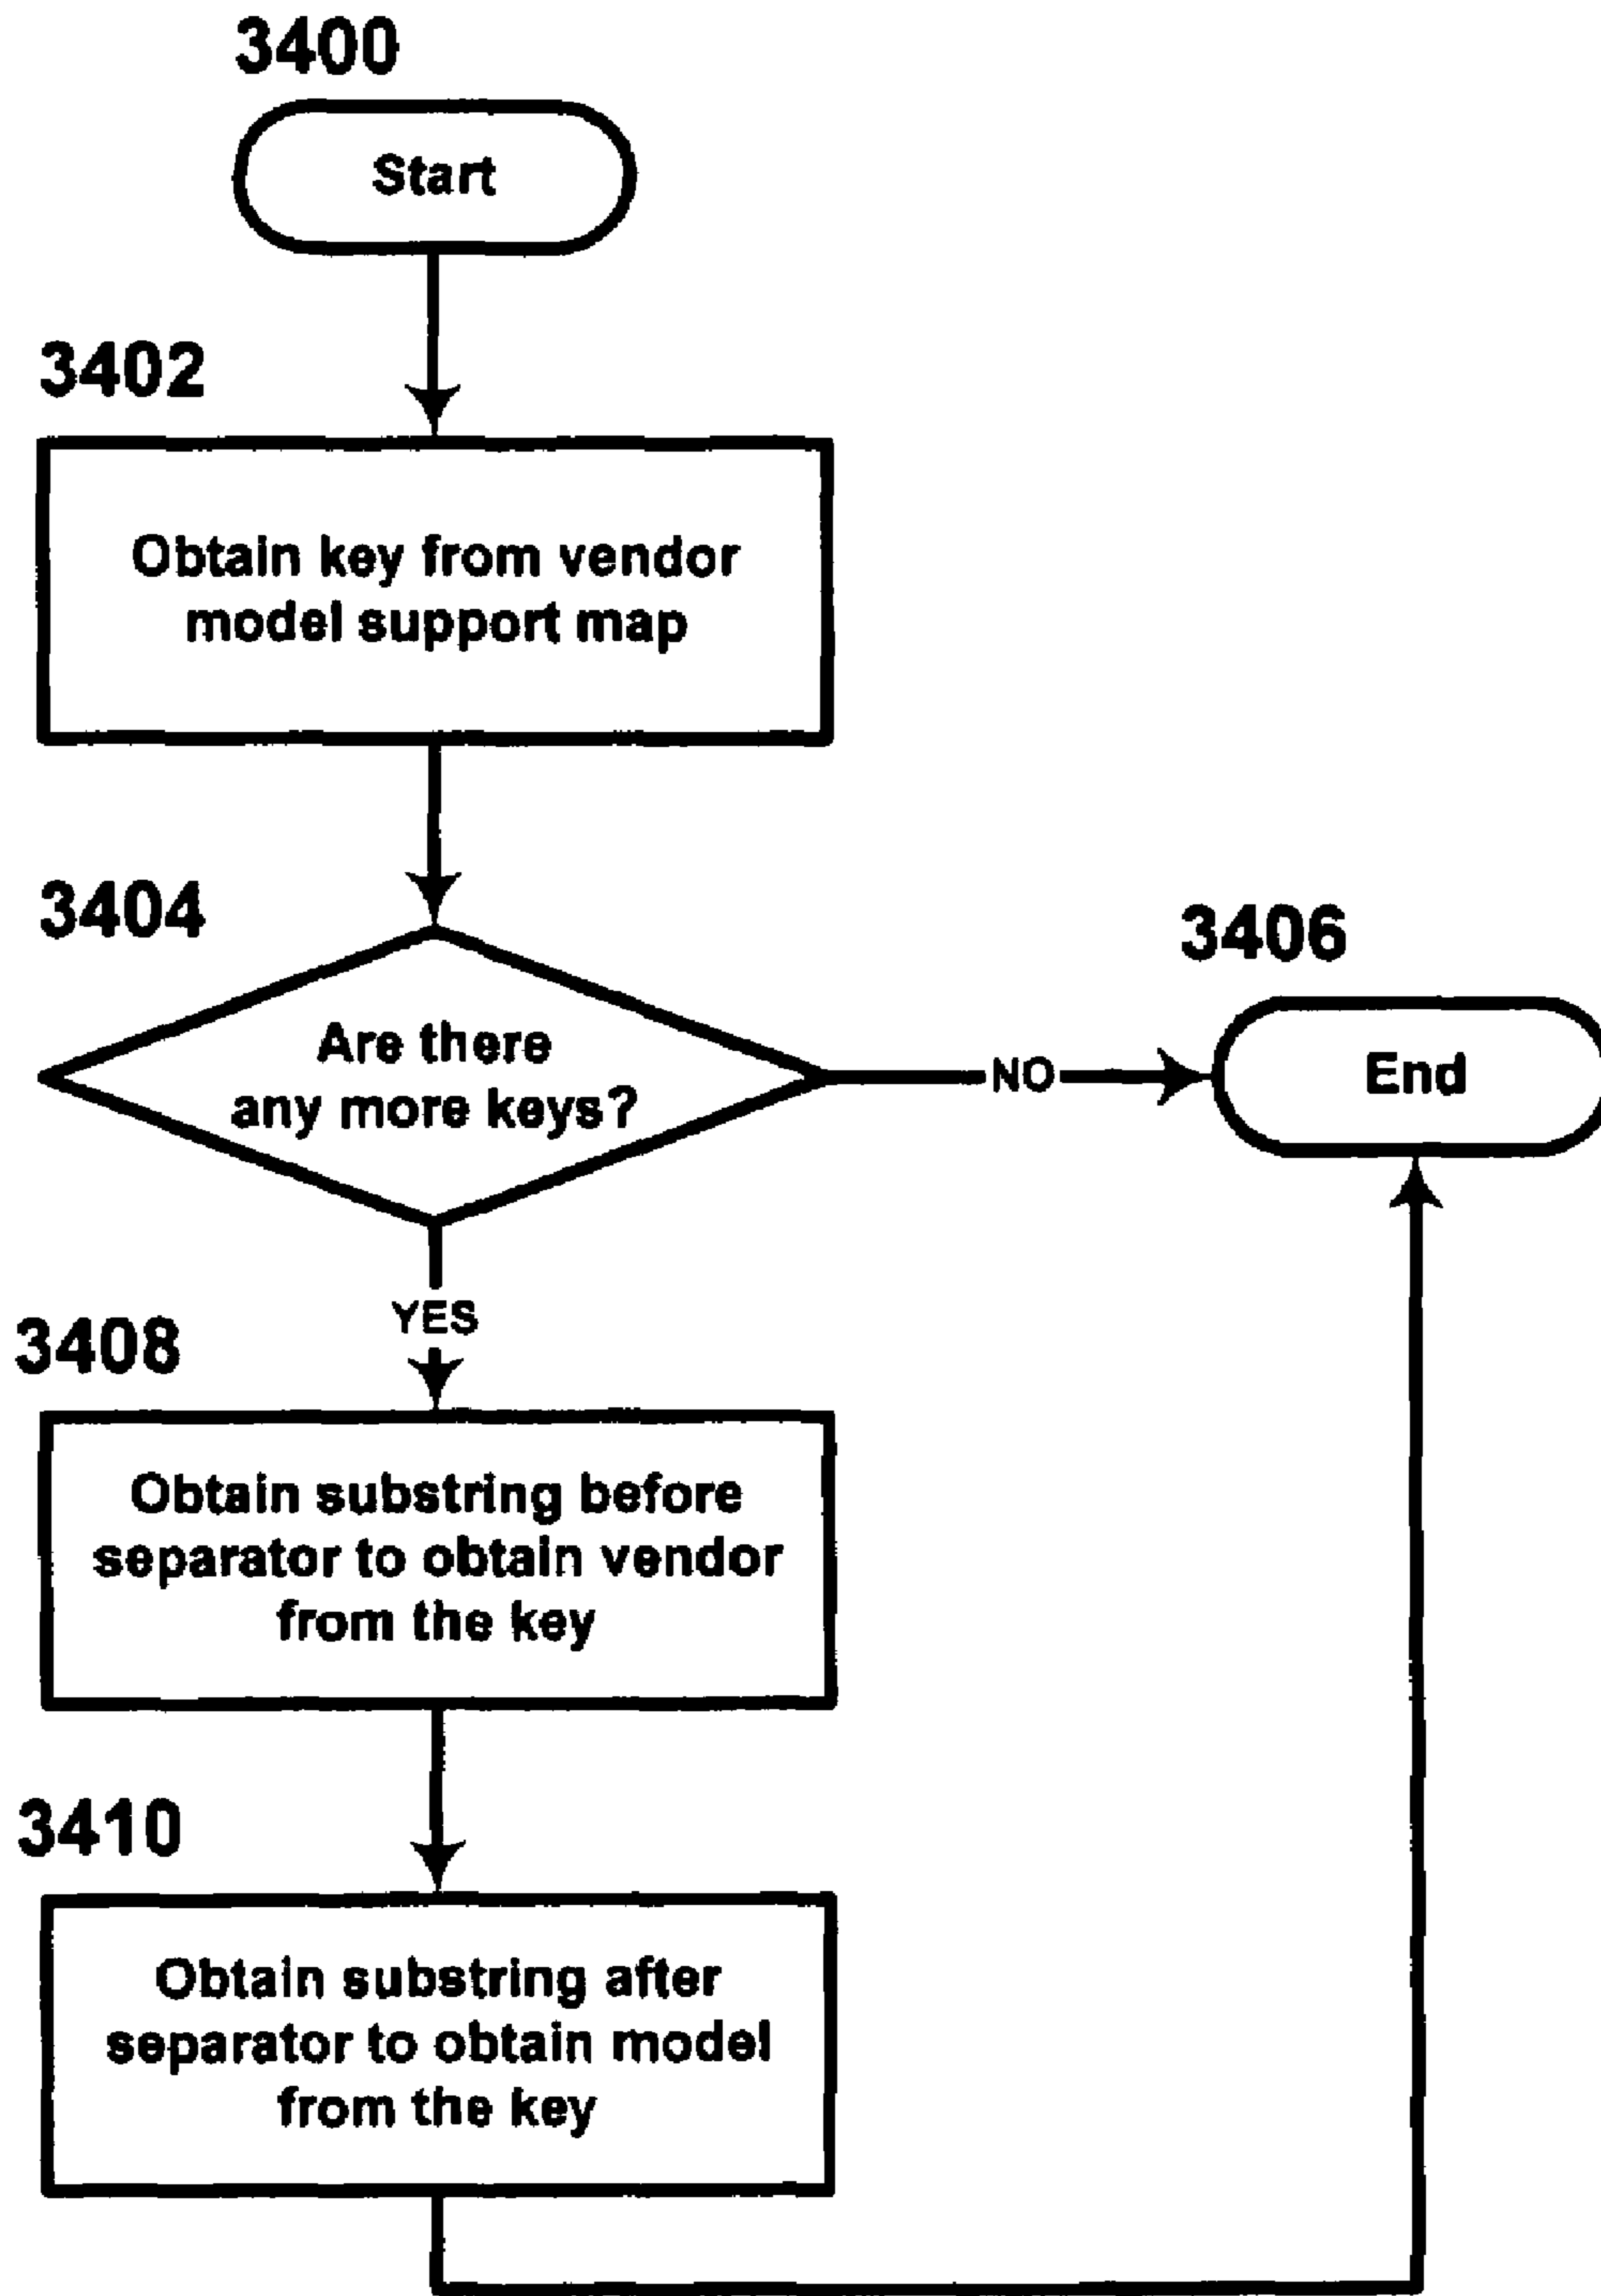 3400
Start
3402
Obtain key from vendor
model support map
3404
Are there
any more keys?
NO
3406
End
YES
3408
Obtain substring before
separator to obtain vendor
from the key
3410
Obtain substring after
separator to obtain model
from the key